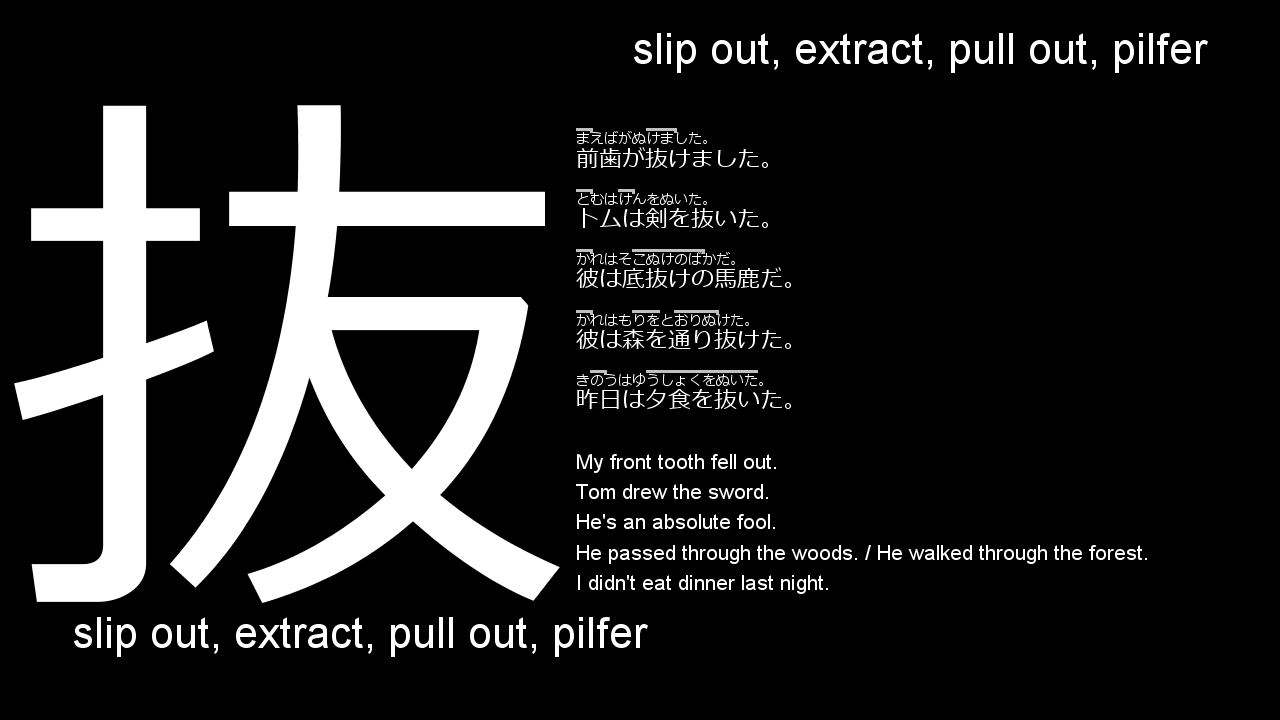 slip out, extract, pull out, pilfer
抜
まえばがぬけました。
前歯が抜けました。
とむはけんをぬいた。
トムは剣を抜いた。
かれはそこぬけのばかだ。
彼は底抜けの馬鹿だ。
かれはもりをとおりぬけた。
彼は森を通り抜けた。
きのうはゆうしょくをぬいた。
昨日は夕食を抜いた。
My front tooth fell out.
Tom drew the sword.
He's an absolute fool.
He passed through the woods. / He walked through the forest.
I didn't eat dinner last night.
slip out, extract, pull out, pilfer